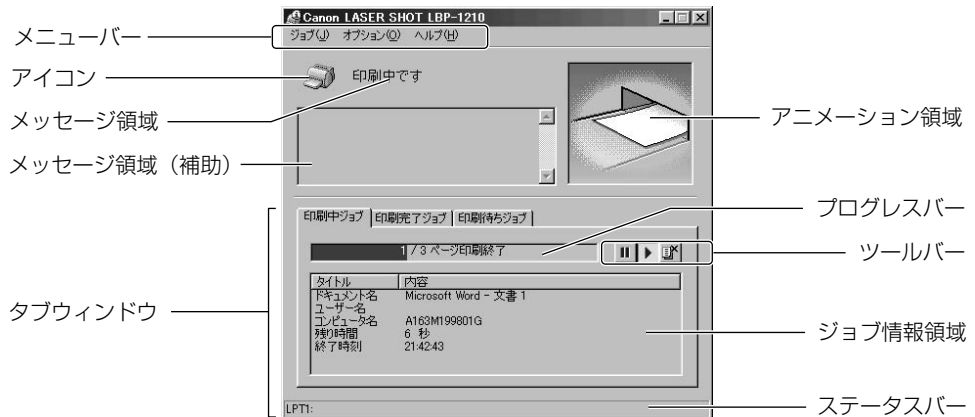 Canon LASER SHOT LBP-1210
ジョブ(J) オプション(O) ヘルプ(H)
メニューバー
アイコン
印刷中です
メッセージ領域
アニメーション領域
メッセージ領域（補助）
印刷中ジョブ 印刷完了ジョブ 印刷待ちジョブ
プログレスバー
1 / 3 ページ印刷終了
ツールバー
タイトル 内容
ドキュメント名 Microsoft Word - 文書 1
ユーザー名
コンピュータ名 A163M199801G
残り時間 6 秒
終了時刻 21:42:43
タブウィンドウ
ジョブ情報領域
LPT1:
ステータスバー